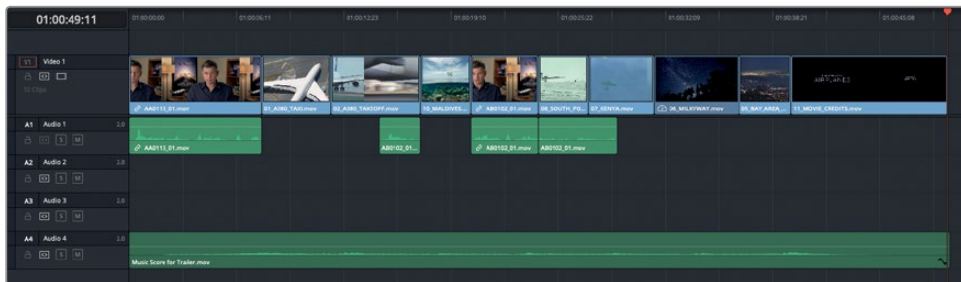 01:00:49:11
01:00:00:00 01:00:06:11 01:00:12:23 01:00:19:10 01:00:25:22 01:00:32:09 01:00:38:21 01:00:45:08
V1 Video 1
AIRPLANES
AA0113_01.mov 01_A380_TAXI.mov 02_A380_TAKEOFF.mov 10_MALDIVES... AB0102_01.mov 08_SOUTH_PO... 07_KENYA.mov 06_MILKYWAY.mov 05_BAY_AREA_... 11_MOVIE_CREDITS.mov
A1 Audio 1 2.0
S M
AA0113_01.mov AB0102_01... AB0102_01.mov AB0102_01.mov
A2 Audio 2 2.0
S M
A3 Audio 3 2.0
S M
A4 Audio 4 2.0
S M
Music Score for Trailer.mov